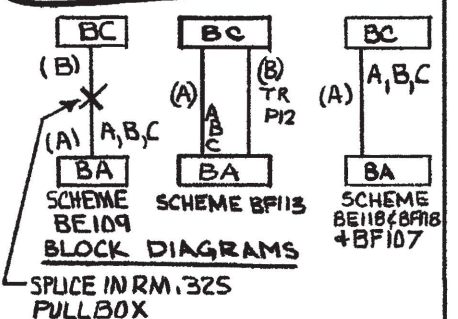 BC
(B)
(A)
A,B,C
BA
SCHEME
BE109
BC
(A)
A
B
C
(B)
TR
P12
BA
SCHEME BF113
BC
(A)
A,B,C
BA
SCHEME
BE118&BF118
&BF107
BLOCK DIAGRAMS
SPLICE IN RM.325
PULLBOX